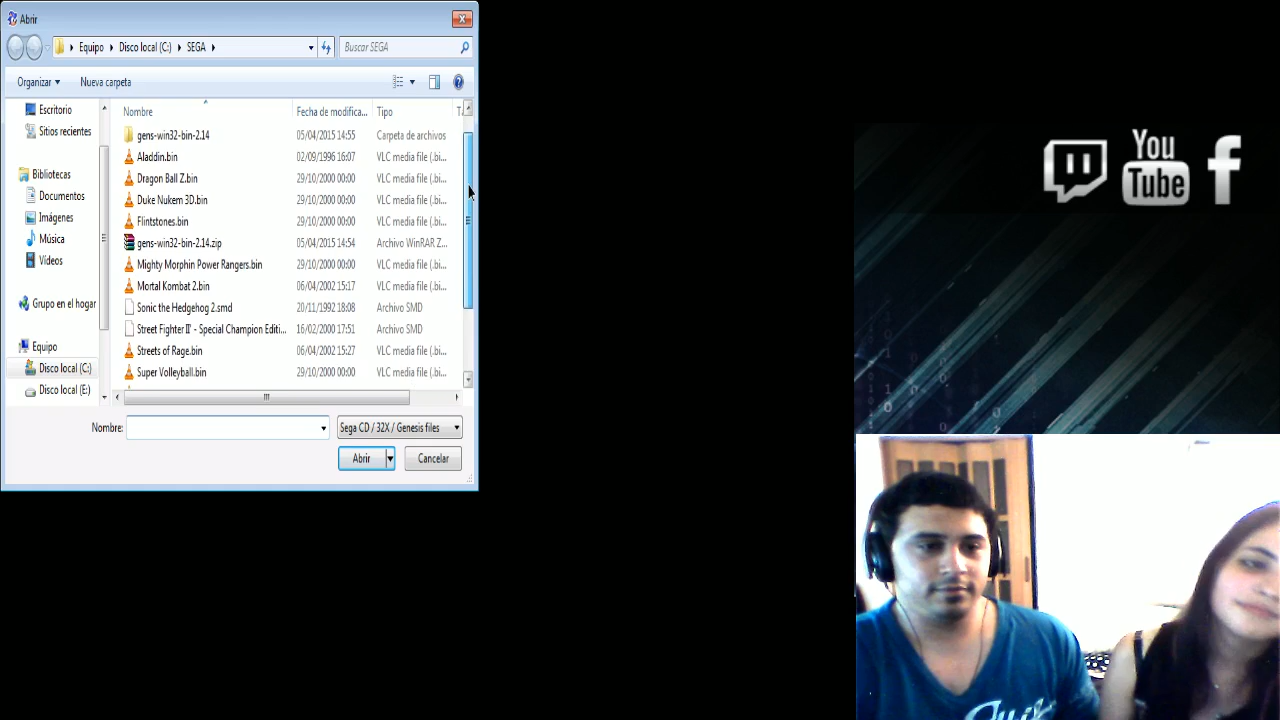 Abrir
Equipo Disco local (C:) SEGA
Buscar SEGA
Organizar Nueva carpeta
Nombre Fecha de modifica... Tipo
gens-win32-bin-2.14 05/04/2015 14:55 Carpeta de archivos
Aladdin.bin 02/09/1996 16:07 VLC media file (.bi...
Dragon Ball Z.bin 29/10/2000 00:00 VLC media file (.bi...
Duke Nukem 3D.bin 29/10/2000 00:00 VLC media file (.bi...
Flintstones.bin 29/10/2000 00:00 VLC media file (.bi...
gens-win32-bin-2.14.zip 05/04/2015 14:54 Archivo WinRAR Z...
Mighty Morphin Power Rangers.bin 29/10/2000 00:00 VLC media file (.bi...
Mortal Kombat 2.bin 06/04/2002 15:17 VLC media file (.bi...
Sonic the Hedgehog 2.smd 20/11/1992 18:08 Archivo SMD
Street Fighter II' - Special Champion Editi... 16/02/2000 17:51 Archivo SMD
Streets of Rage.bin 06/04/2002 15:27 VLC media file (.bi...
Super Volleyball.bin 29/10/2000 00:00 VLC media file (.bi...
Escritorio
Sitios recientes
Bibliotecas
Documentos
Imágenes
Música
Vídeos
Grupo en el hogar
Equipo
Disco local (C:)
Disco local (E:)
Nombre: Sega CD / 32X / Genesis files
Abrir Cancelar
You
Tube
f